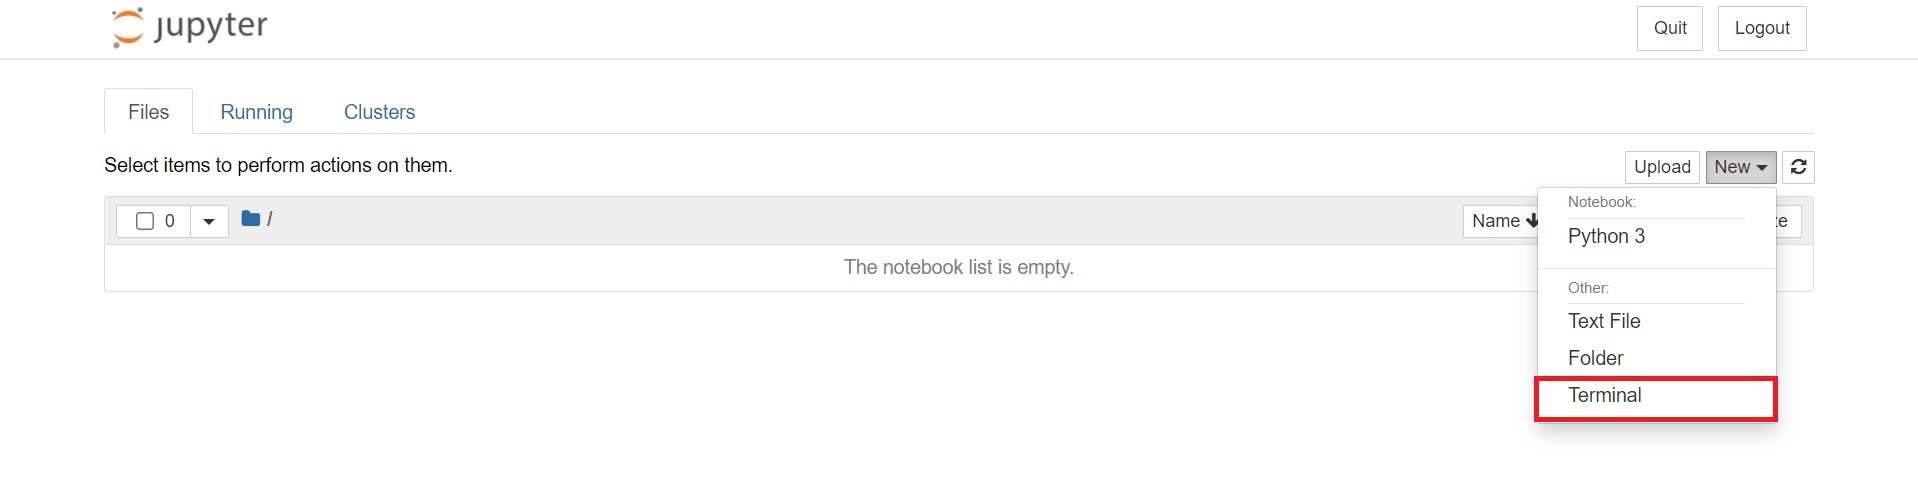 jupyter
Quit
Logout
Files
Running
Clusters
Select items to perform actions on them.
Upload
New
0
/
Name
The notebook list is empty.
Notebook:
Python 3
Other:
Text File
Folder
Terminal